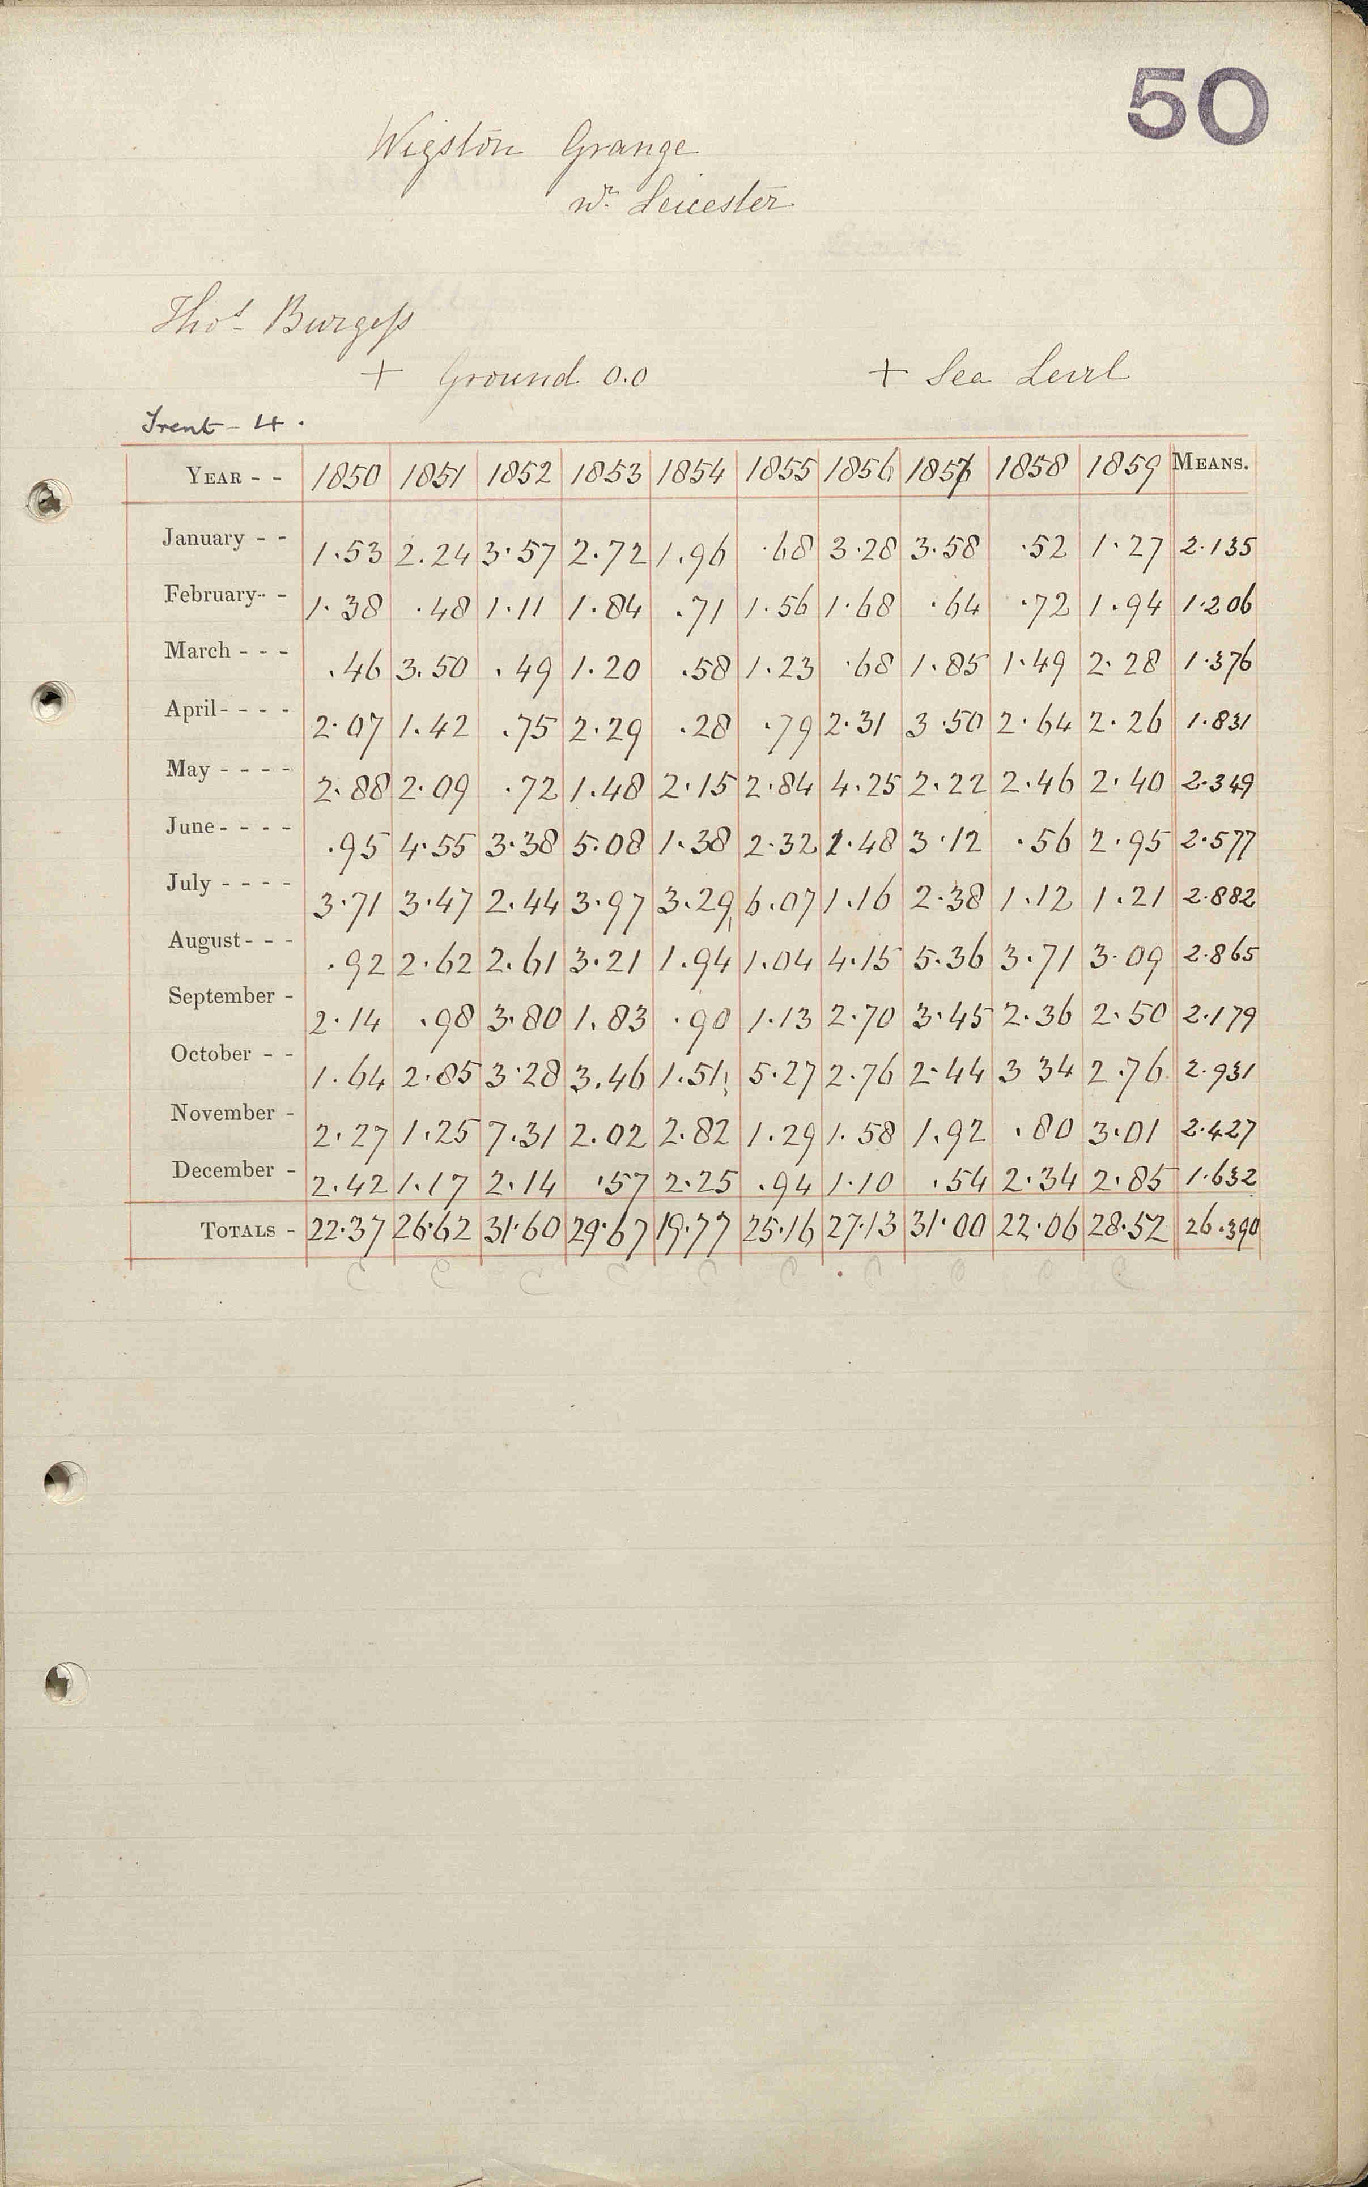 50
Wigston Grange
nr Leicester
Thos Burgess
+ Ground 0.0 + Sea Level
Trent - 4.
YEAR - - 1850 1851 1852 1853 1854 1855 1856 1857 1858 1859 MEANS.
January - - 1.53 2.24 3.57 2.72 1.96 .68 3.28 3.58 .52 1.27 2.135
February - - 1.38 .48 1.11 1.84 .71 1.56 1.68 .64 .72 1.94 1.206
March - - - .46 3.50 .49 1.20 .58 1.23 .68 1.85 1.49 2.28 1.376
April - - - - 2.07 1.42 .75 2.29 .28 .79 2.31 3.50 2.64 2.26 1.831
May - - - - 2.88 2.09 .72 1.48 2.15 2.84 4.25 2.22 2.46 2.40 2.349
June - - - - .95 4.55 3.38 5.08 1.38 2.32 1.48 3.12 .56 2.95 2.577
July - - - - 3.71 3.47 2.44 3.97 3.29 6.07 1.16 2.38 1.12 1.21 2.882
August - - - .92 2.62 2.61 3.21 1.94 1.04 4.15 5.36 3.71 3.09 2.865
September - 2.14 .98 3.80 1.83 .90 1.13 2.70 3.45 2.36 2.50 2.179
October - - 1.64 2.85 3.28 3.46 1.51 5.27 2.76 2.44 3 34 2.76 2.931
November - 2.27 1.25 7.31 2.02 2.82 1.29 1.58 1.92 .80 3.01 2.427
December - 2.42 1.17 2.14 .57 2.25 .94 1.10 .54 2.34 2.85 1.632
TOTALS - 22.37 26.62 31.60 29.67 19.77 25.16 27.13 31.00 22.06 28.52 26.390
C C C C C C C C C C